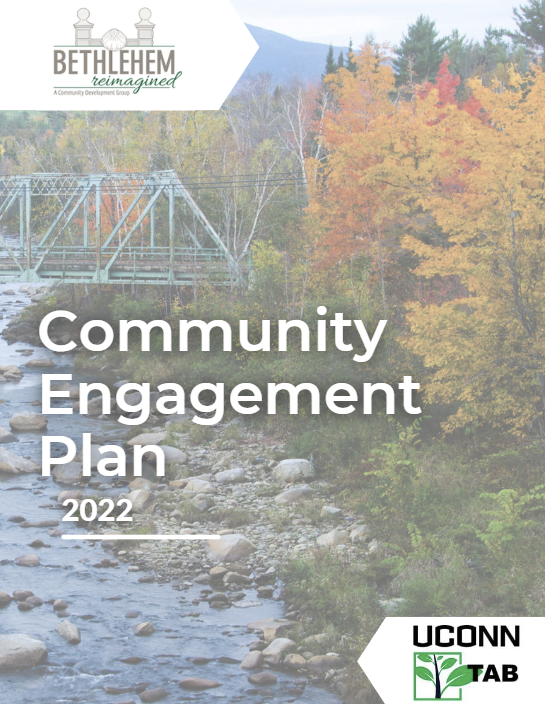 BETHLEHEM
reimagined
A Community Development Group
Community
Engagement
Plan
2022
UCONN
TAB